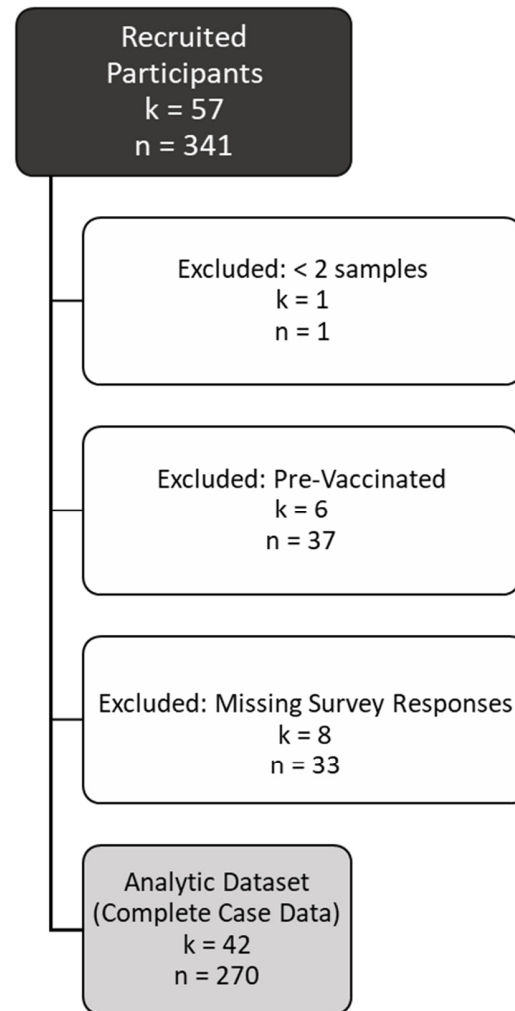 Recruited
Participants
k = 57
n = 341
Excluded: < 2 samples
k = 1
n = 1
Excluded: Pre-Vaccinated
k = 6
n = 37
Excluded: Missing Survey Responses
k = 8
n = 33
Analytic Dataset
(Complete Case Data)
k = 42
n = 270